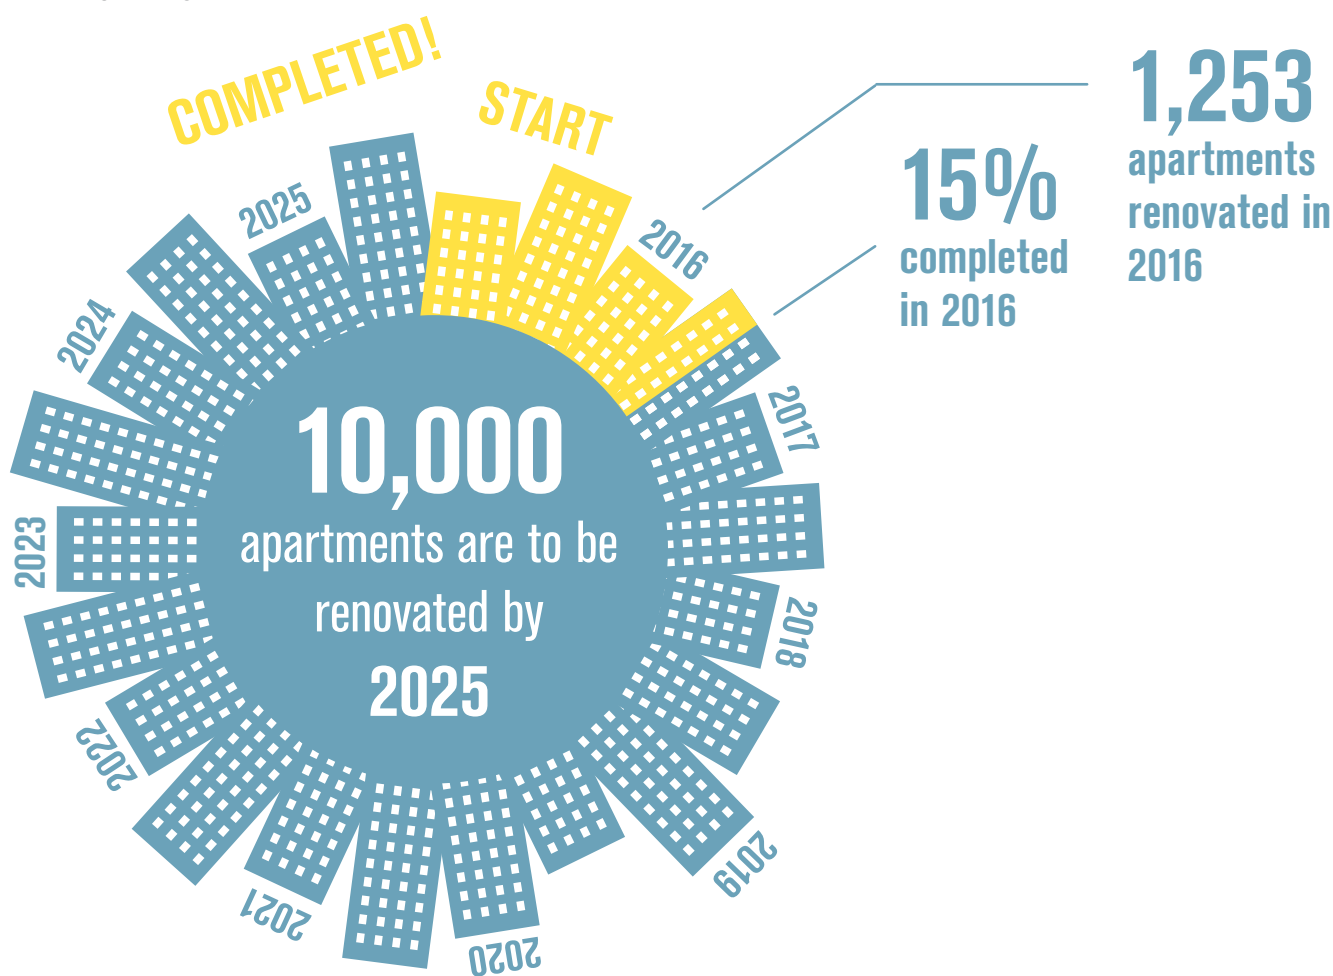 COMPLETED!
START
1,253
apartments
renovated in
2016
15%
completed
in 2016
2016
2017
2018
2019
2020
2021
2022
2023
2024
2025
10,000
apartments are to be
renovated by
2025